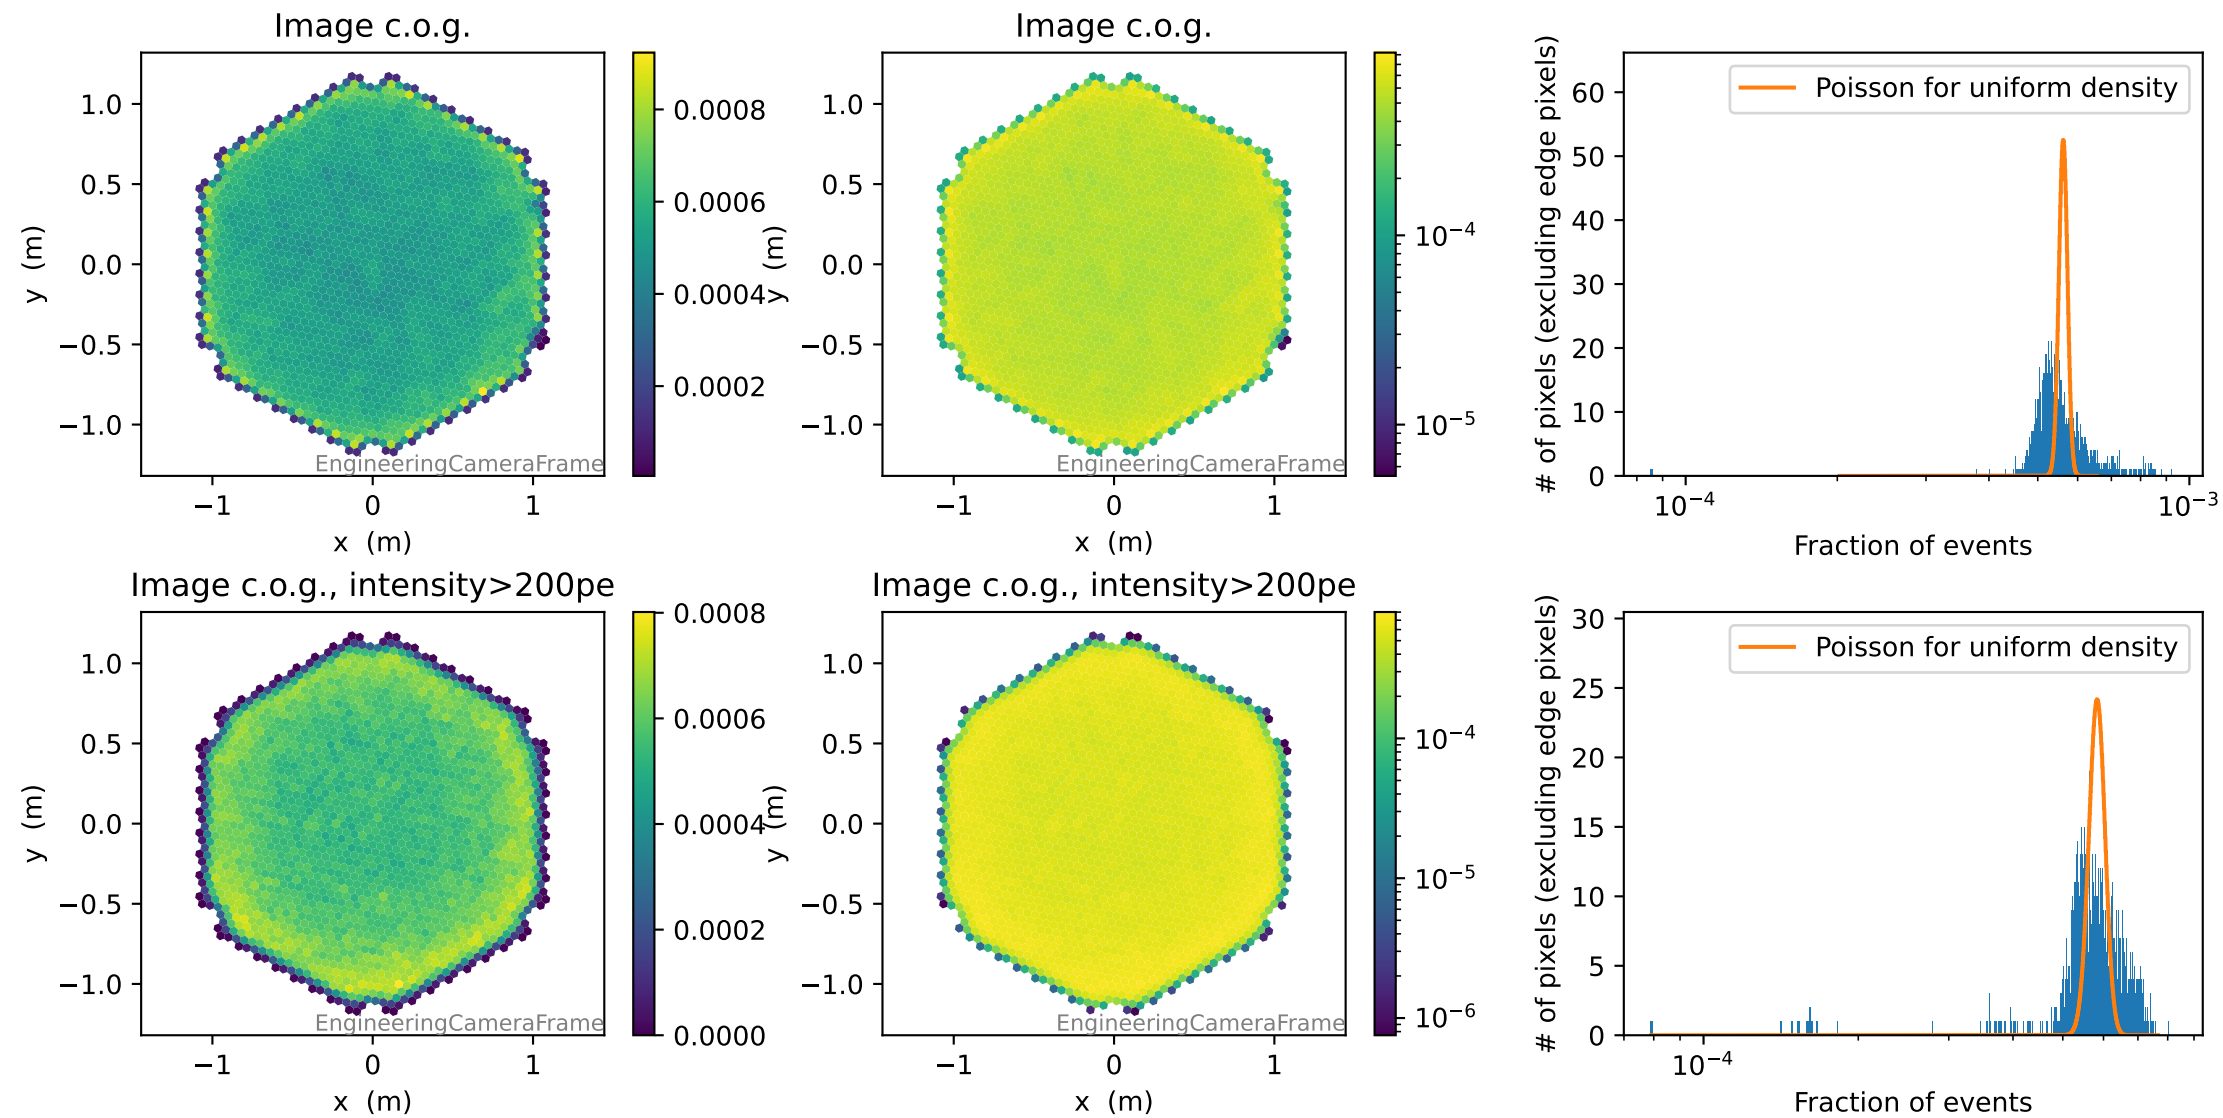 Image c.o.g.
1.0
0.5
0.0
−0.5
−1.0
y (m)
−1
0
1
x (m)
EngineeringCameraFrame
0.0008
0.0006
0.0004
0.0002
Image c.o.g.
1.0
0.5
0.0
−0.5
−1.0
y (m)
−1
0
1
x (m)
EngineeringCameraFrame
10⁻⁴
10⁻⁵
# of pixels (excluding edge pixels)
60
50
40
30
20
10
0
Poisson for uniform density
10⁻⁴
10⁻³
Fraction of events
Image c.o.g., intensity>200pe
1.0
0.5
0.0
−0.5
−1.0
y (m)
−1
0
1
x (m)
EngineeringCameraFrame
0.0008
0.0006
0.0004
0.0002
0.0000
Image c.o.g., intensity>200pe
1.0
0.5
0.0
−0.5
−1.0
y (m)
−1
0
1
x (m)
EngineeringCameraFrame
10⁻⁴
10⁻⁵
10⁻⁶
# of pixels (excluding edge pixels)
30
25
20
15
10
5
0
Poisson for uniform density
10⁻⁴
Fraction of events